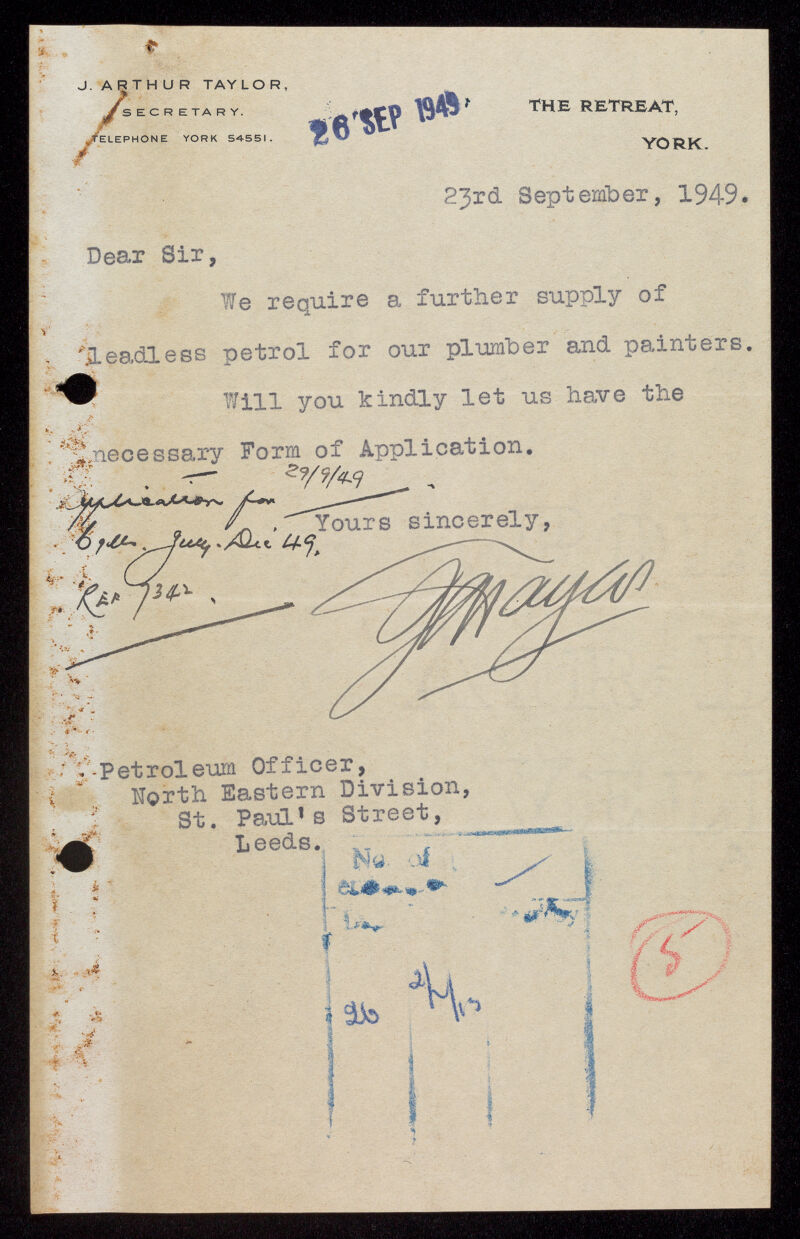 J. ARTHUR TAYLOR,
SECRETARY.
TELEPHONE YORK 54551.
26 SEP 1949
THE RETREAT,
YORK.
23rd September, 1949.
Dear Sir,
We require a further supply of
leadless petrol for our plumber and painters.
Will you kindly let us have the
necessary Form of Application.
29/9/49
Application for
July. Dec 49.
Yours sincerely,
REF 7342.
Petroleum Officer,
North Eastern Division,
St. Paul's Street,
Leeds.
No. of
26
5